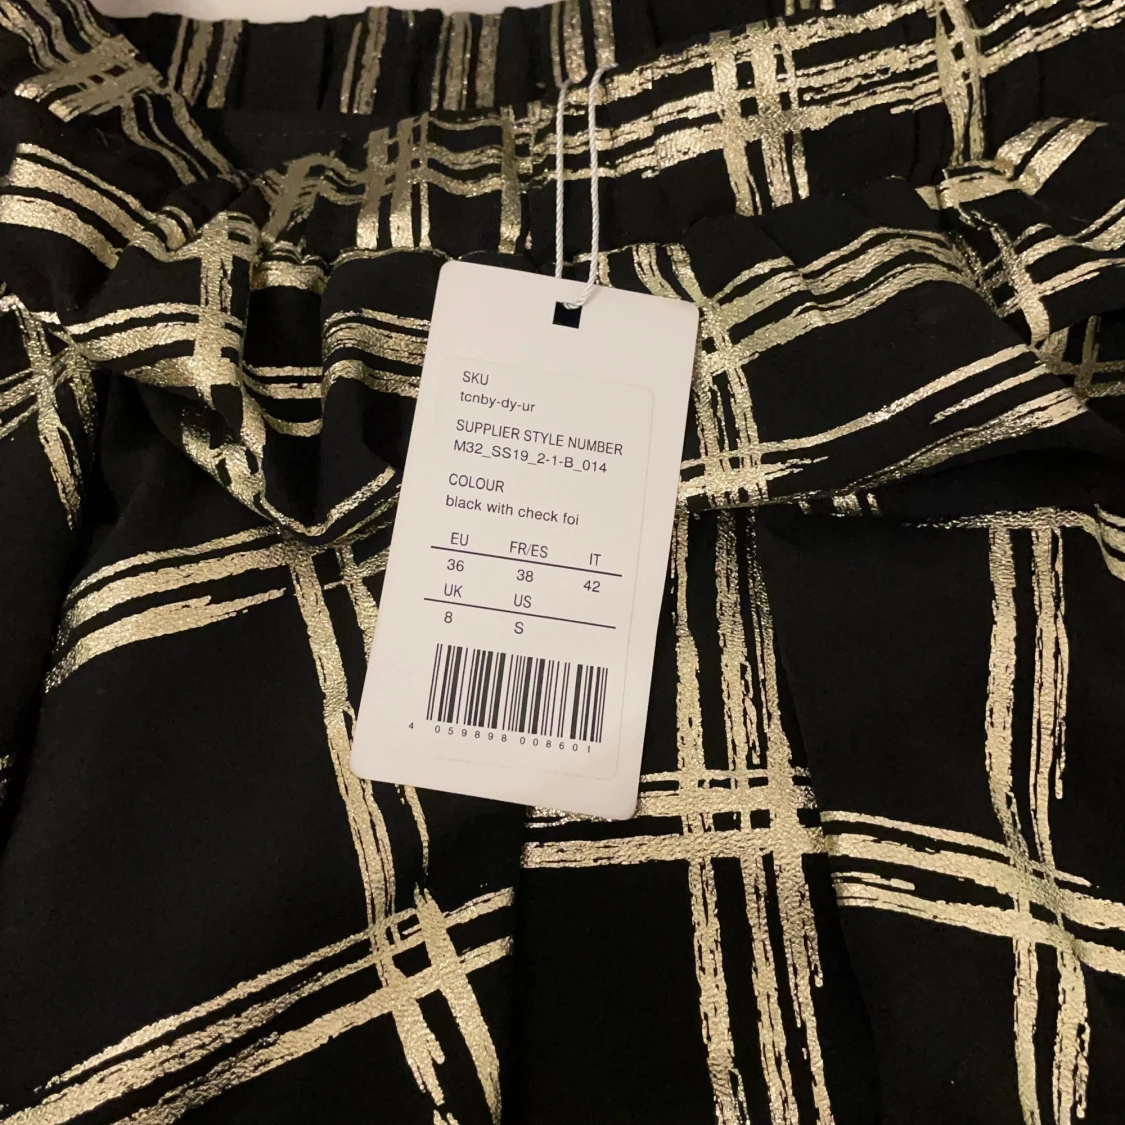 SKU
tcnby-dy-ur
SUPPLIER STYLE NUMBER
M32_SS19_2-1-B_014
COLOUR
black with check foi
EU FR/ES IT
36 38 42
UK US
8 S
4 059898 008601